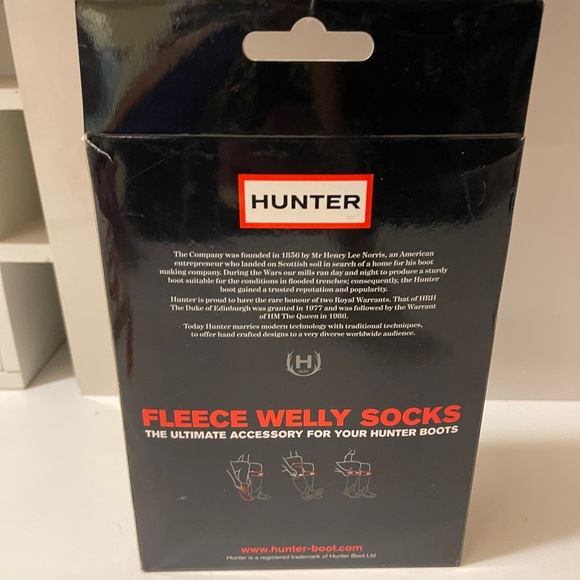 HUNTER
The Company was founded in 1856 by Mr Henry Lee Norris, an American
entrepreneur who landed on Scottish soil in search of a home for his boot
making company. During the Wars our mills ran day and night to produce a sturdy
boot suitable for the conditions in flooded trenches; consequently, the Hunter
boot gained a trusted reputation and popularity.
Hunter is proud to have the rare honour of two Royal Warrants. That of HRH
The Duke of Edinburgh was granted in 1977 and was followed by the Warrant
of HM The Queen in 1986.
Today Hunter marries modern technology with traditional techniques,
to offer hand crafted designs to a very diverse worldwide audience.
H
FLEECE WELLY SOCKS
THE ULTIMATE ACCESSORY FOR YOUR HUNTER BOOTS
www.hunter-boot.com
Hunter is a registered trademark of Hunter Boot Ltd